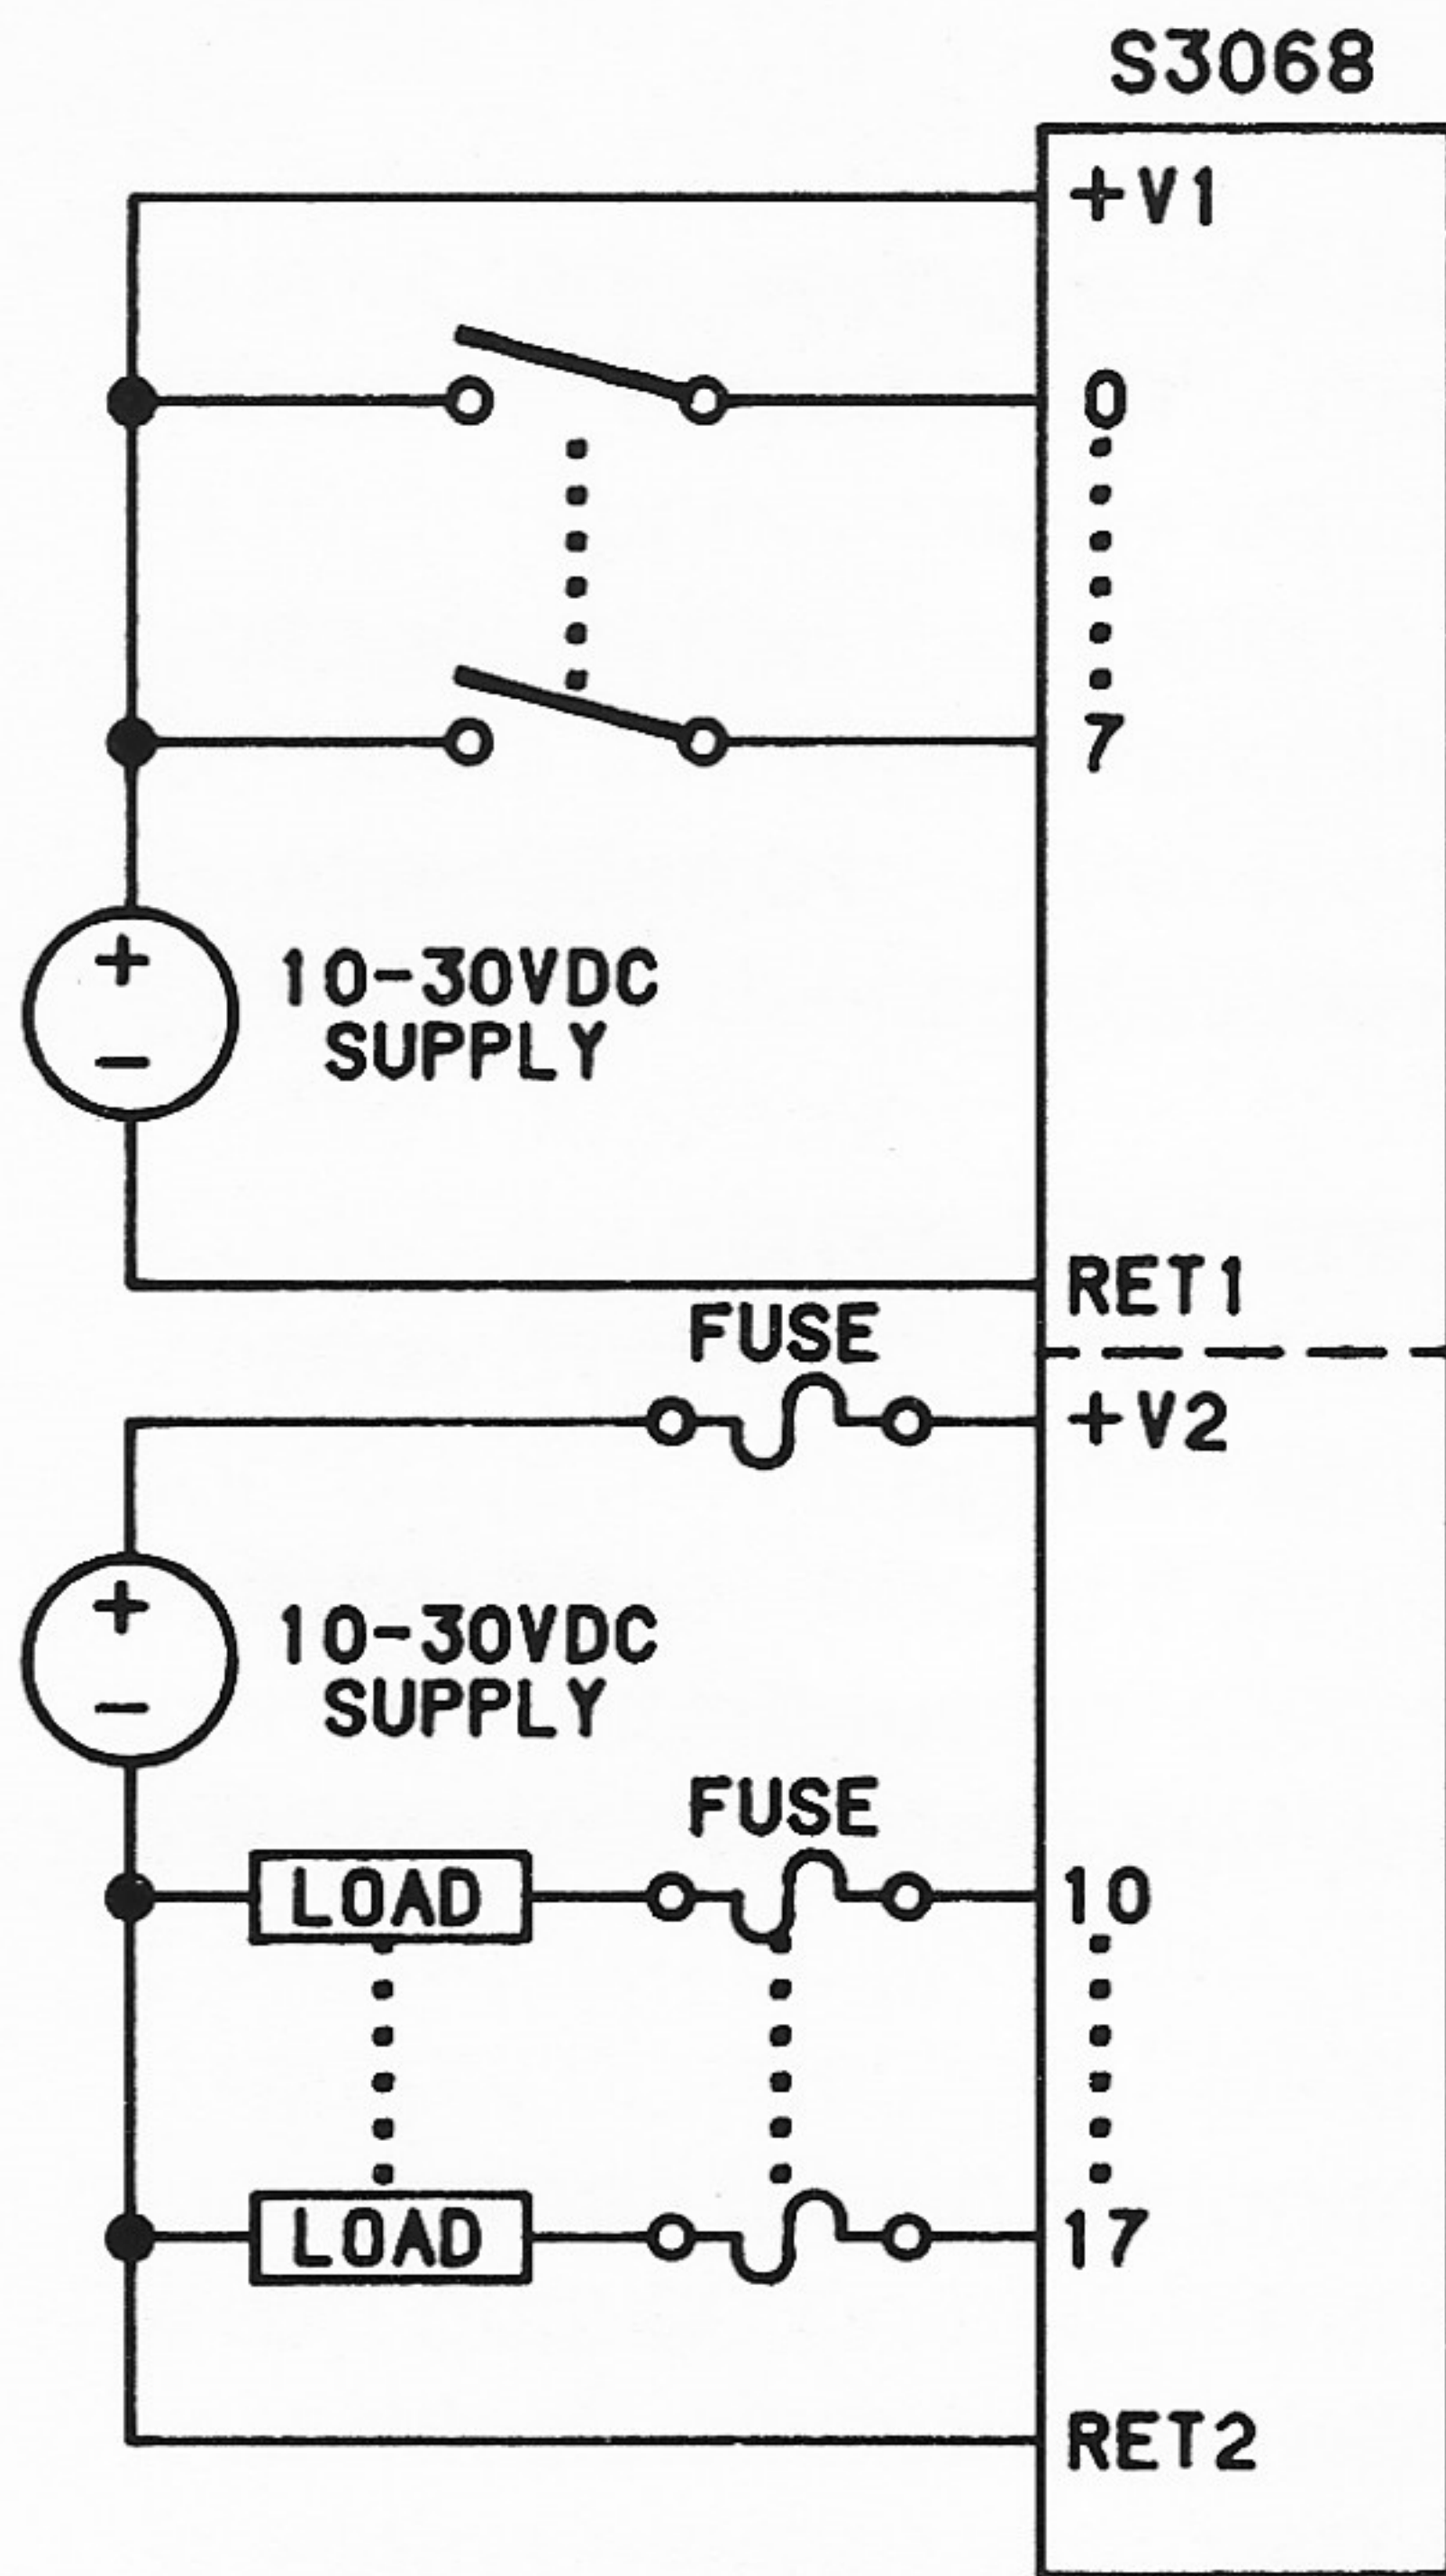 S3068
+V1
0
7
+
10-30VDC
−
SUPPLY
RET1
FUSE
+V2
+
10-30VDC
−
SUPPLY
FUSE
LOAD
10
LOAD
17
RET2